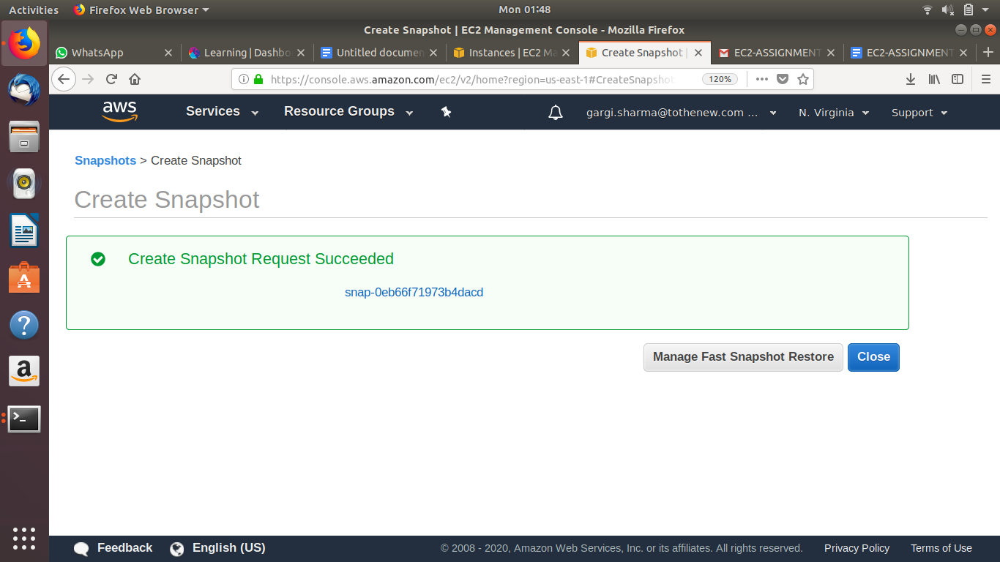 Activities Firefox Web Browser Mon 01:48
Create Snapshot | EC2 Management Console - Mozilla Firefox
WhatsApp Learning | Dashbo Untitled documen Instances | EC2 Ma Create Snapshot | EC2-ASSIGNMENT EC2-ASSIGNMENT
https://console.aws.amazon.com/ec2/v2/home?region=us-east-1#CreateSnapshot 120%
aws Services Resource Groups gargi.sharma@tothenew.com ... N. Virginia Support
Snapshots > Create Snapshot
Create Snapshot
Create Snapshot Request Succeeded
snap-0eb66f71973b4dacd
Manage Fast Snapshot Restore Close
Feedback English (US) © 2008 - 2020, Amazon Web Services, Inc. or its affiliates. All rights reserved. Privacy Policy Terms of Use